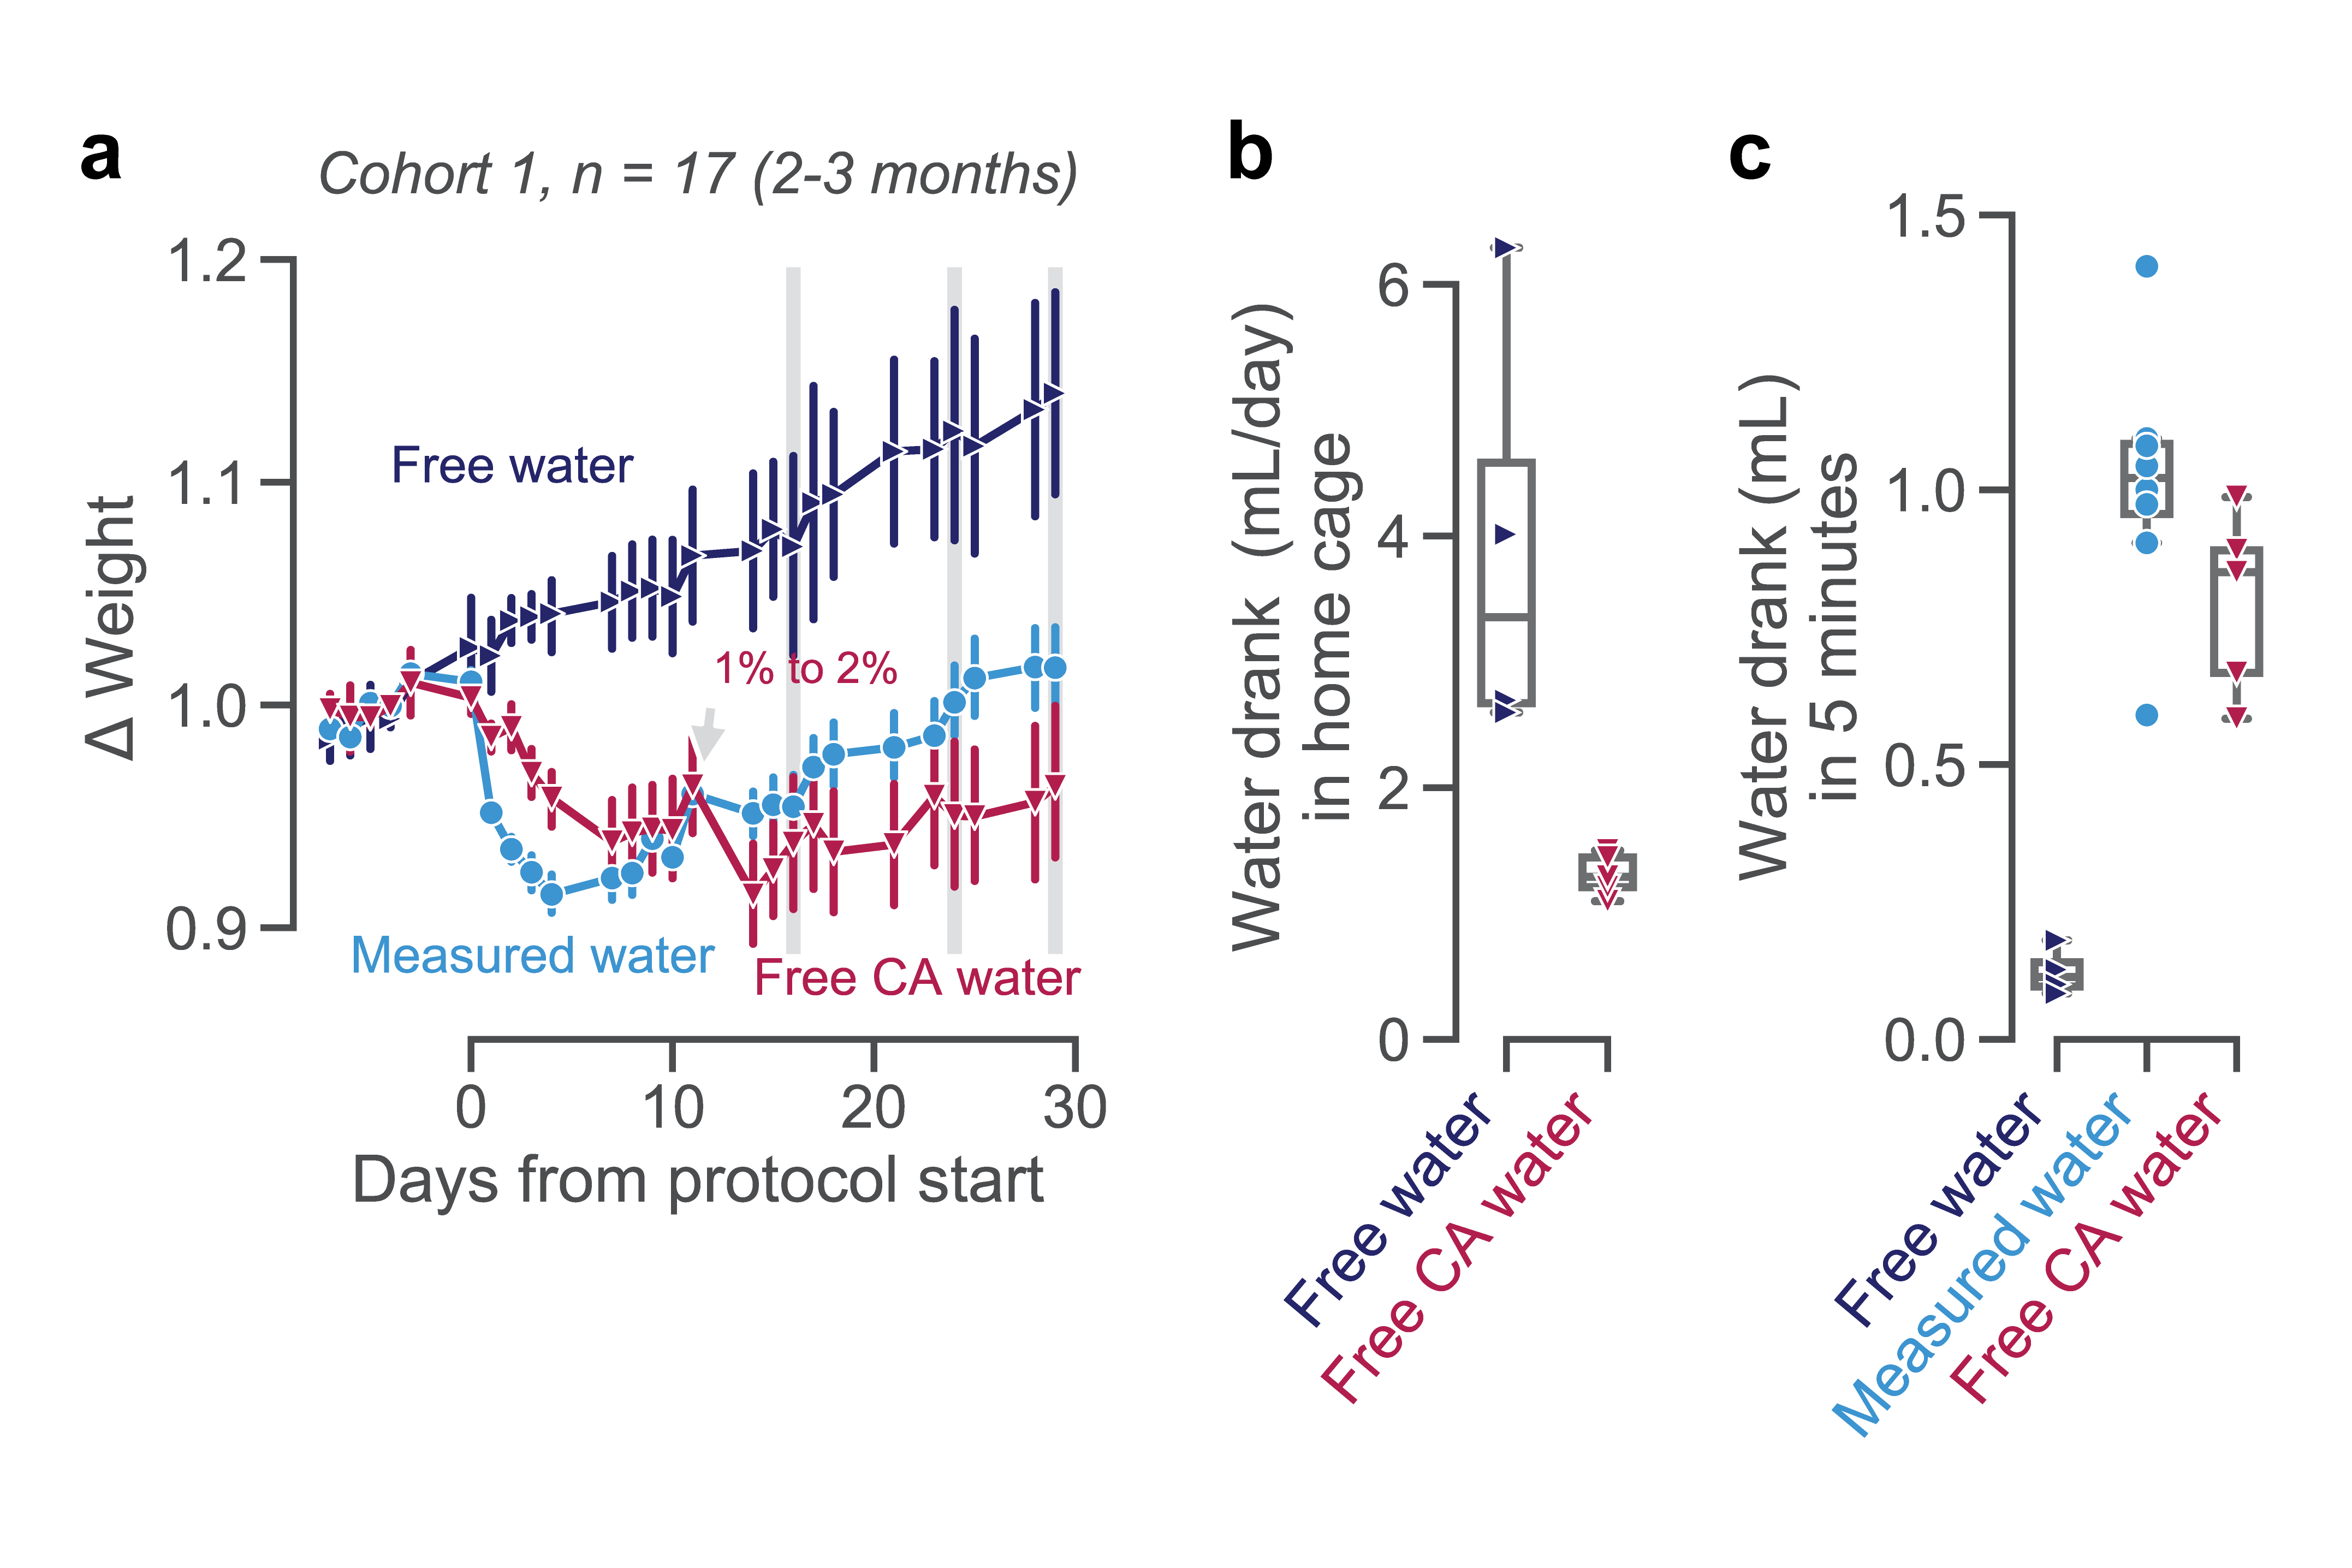 a
Cohort 1, n = 17 (2-3 months)
1.2
1.1
1.0
0.9
Δ Weight
Free water
1% to 2%
Measured water
Free CA water
0
10
20
30
Days from protocol start
b
6
4
2
0
Water drank (mL/day)
in home cage
Free water
Free CA water
c
1.5
1.0
0.5
0.0
Water drank (mL)
in 5 minutes
Free water
Measured water
Free CA water